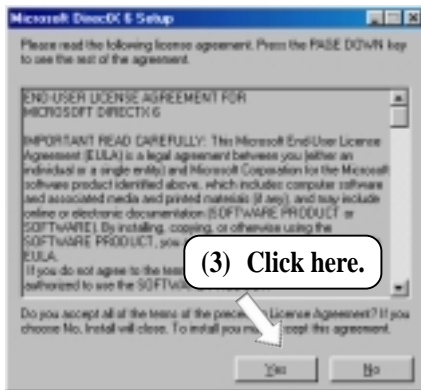 Microsoft DirectX 6 Setup
Please read the following license agreement. Press the PAGE DOWN key
to see the rest of the agreement.
END-USER LICENSE AGREEMENT FOR
MICROSOFT DIRECTX 6
IMPORTANT READ CAREFULLY: This Microsoft End-User License
Agreement (EULA) is a legal agreement between you (either an
individual or a single entity) and Microsoft Corporation for the Microsoft
software product identified above, which includes computer software
and associated media and printed materials (if any), and may include
online or electronic documentation (SOFTWARE PRODUCT or
SOFTWARE). By installing, copying, or otherwise using the
SOFTWARE PRODUCT, you
EULA.
If you do not agree to the
authorized to use the
(3) Click here.
Do you accept all of the terms of the License Agreement? If you
choose No, Install will close. To install you accept this agreement.
Yes
No